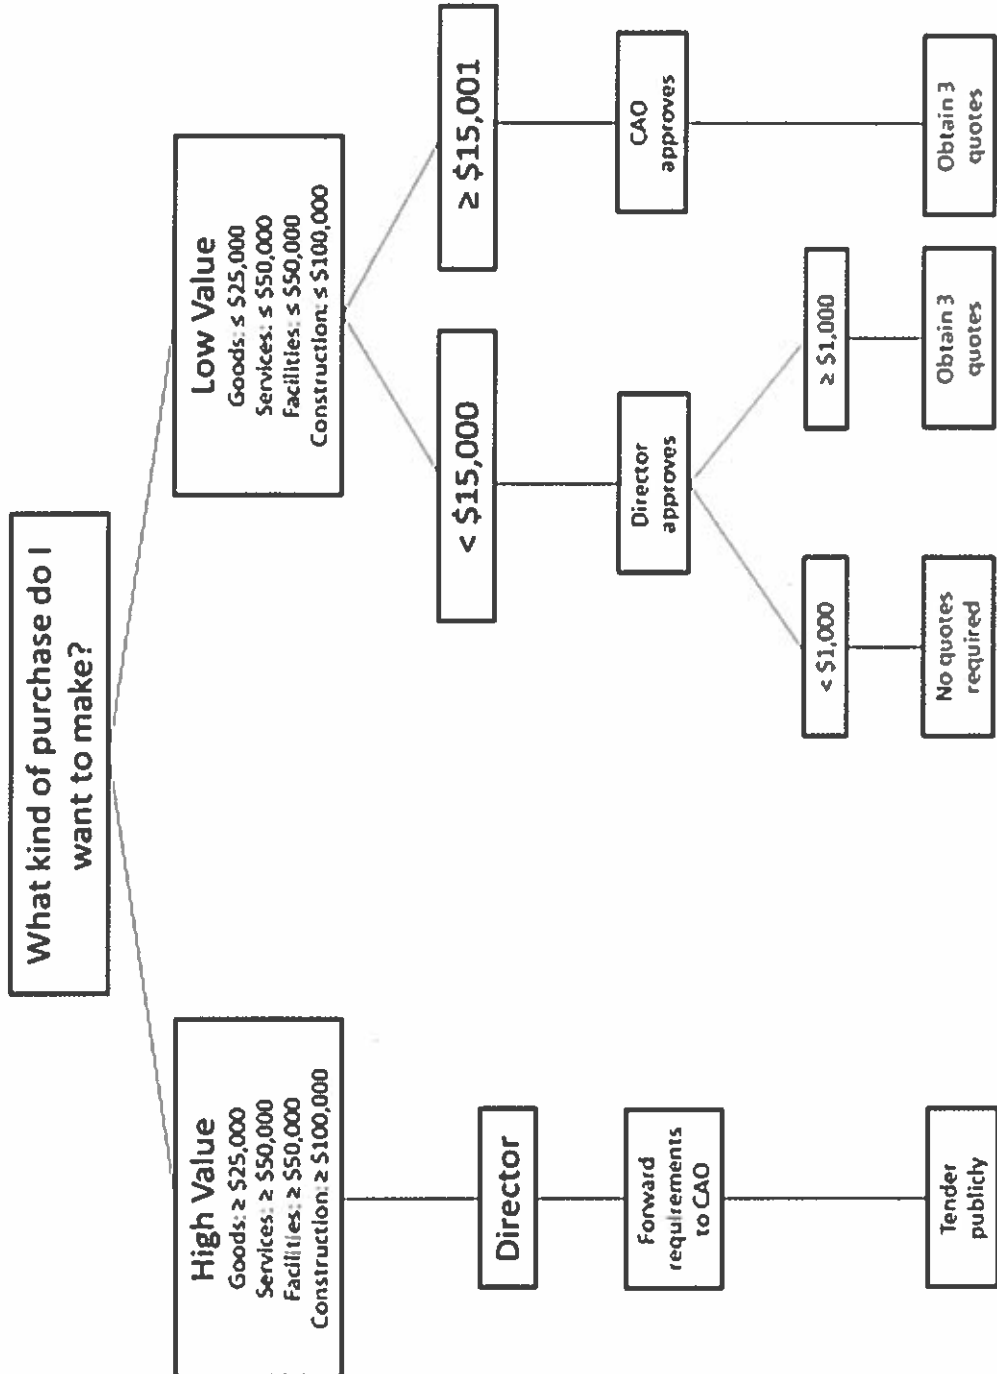 What kind of purchase do I
want to make?
High Value
Goods: ≥ $25,000
Services: ≥ $50,000
Facilities: ≥ $50,000
Construction: ≥ $100,000
Director
Forward
requirements
to CAO
Tender
publicly
Low Value
Goods: ≤ $25,000
Services: ≤ $50,000
Facilities: ≤ $50,000
Construction: ≤ $100,000
< $15,000
Director
approves
< $1,000
No quotes
required
≥ $1,000
Obtain 3
quotes
≥ $15,001
CAO
approves
Obtain 3
quotes